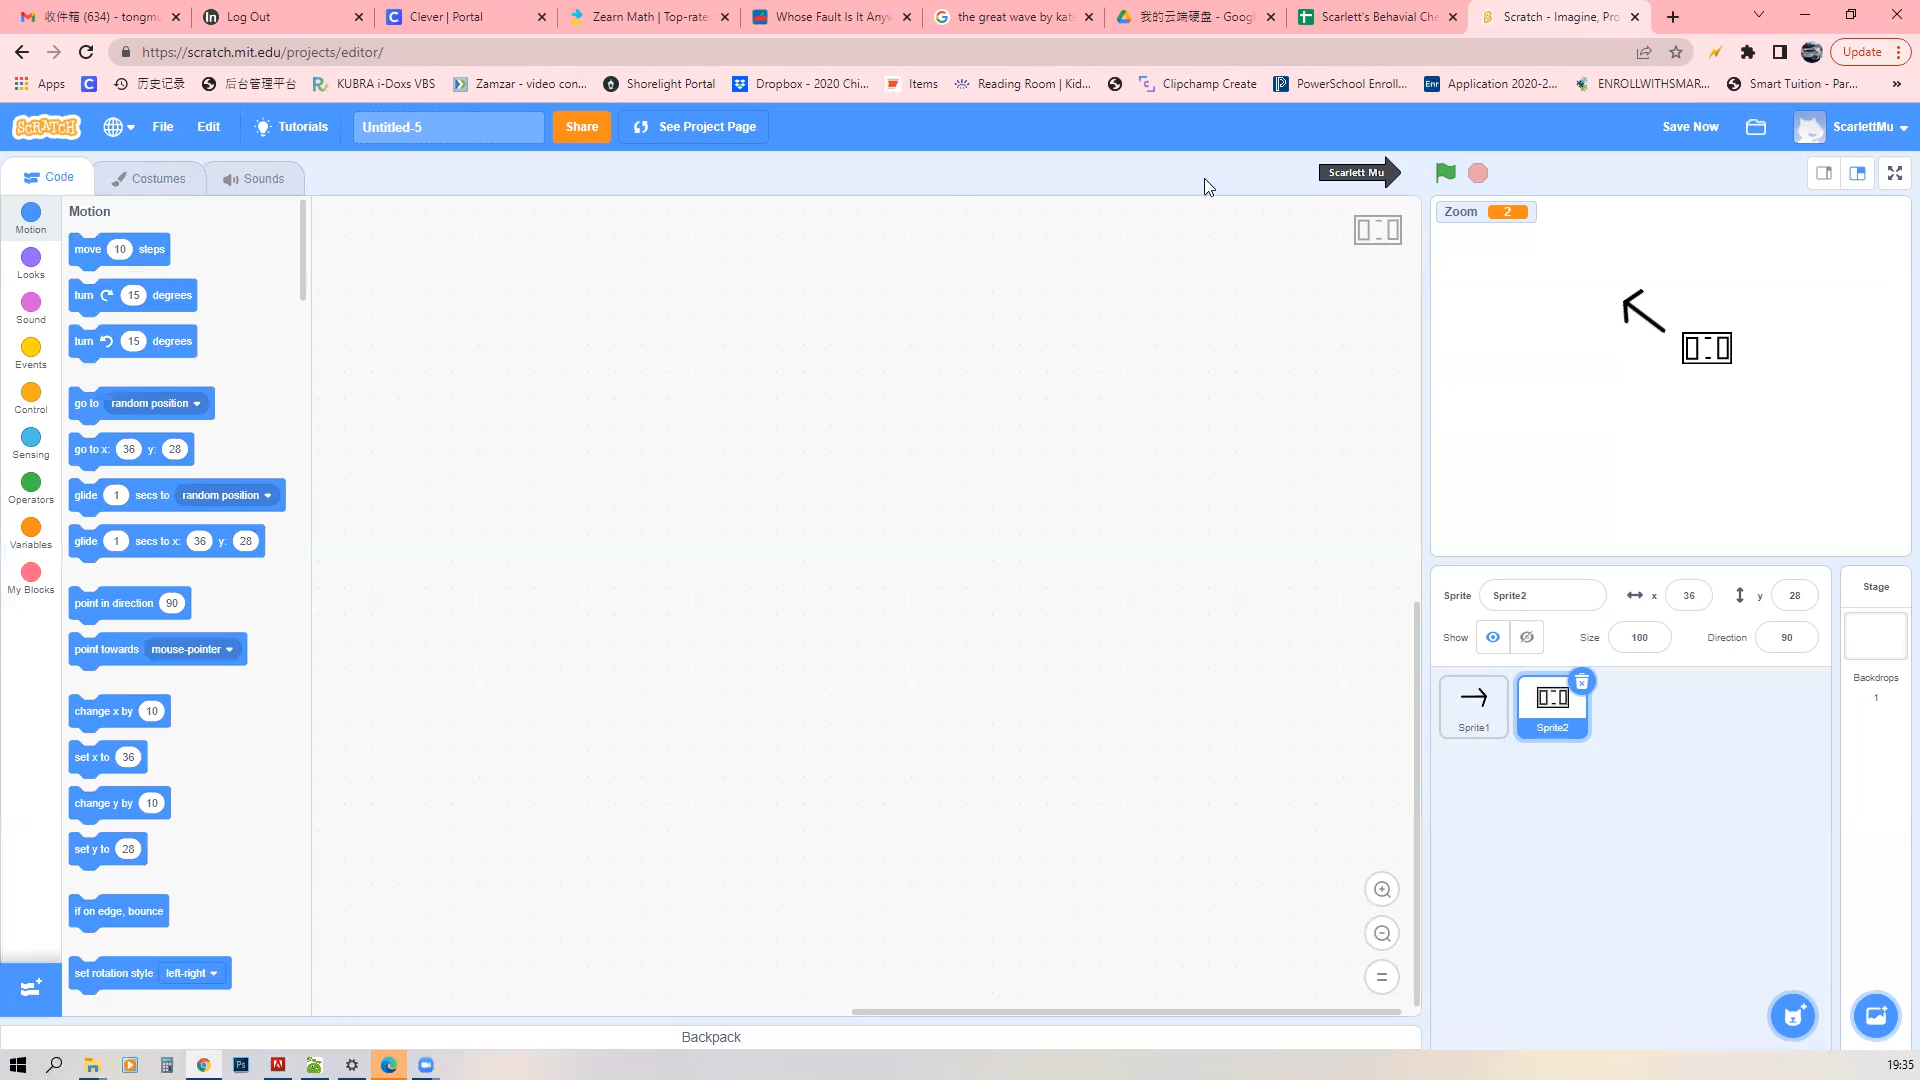 收件箱 (634) - tongmu
Log Out
Clever | Portal
Zearn Math | Top-rate
Whose Fault Is It Anyw
the great wave by kats
我的云端硬盘 - Googl
Scarlett's Behavial Che
Scratch - Imagine, Pro
https://scratch.mit.edu/projects/editor/
Update
Apps
历史记录
后台管理平台
KUBRA i-Doxs VBS
Zamzar - video con...
Shorelight Portal
Dropbox - 2020 Chi...
Items
Reading Room | Kid...
Clipchamp Create
PowerSchool Enroll...
Enr
Application 2020-2...
ENROLLWITHSMAR...
Smart Tuition - Par...
»
SCRATCH
File
Edit
Tutorials
Untitled-5
Share
See Project Page
Save Now
ScarlettMu
Code
Costumes
Sounds
Scarlett Mu
Motion
Looks
Sound
Events
Control
Sensing
Operators
Variables
My Blocks
Motion
move 10 steps
turn 15 degrees
turn 15 degrees
go to random position
go to x: 36 y: 28
glide 1 secs to random position
glide 1 secs to x: 36 y: 28
point in direction 90
point towards mouse-pointer
change x by 10
set x to 36
change y by 10
set y to 28
if on edge, bounce
set rotation style left-right
Zoom 2
Sprite Sprite2 x 36 y 28
Show Size 100 Direction 90
Sprite1
Sprite2
Stage
Backdrops
1
Backpack
Ps
19:35